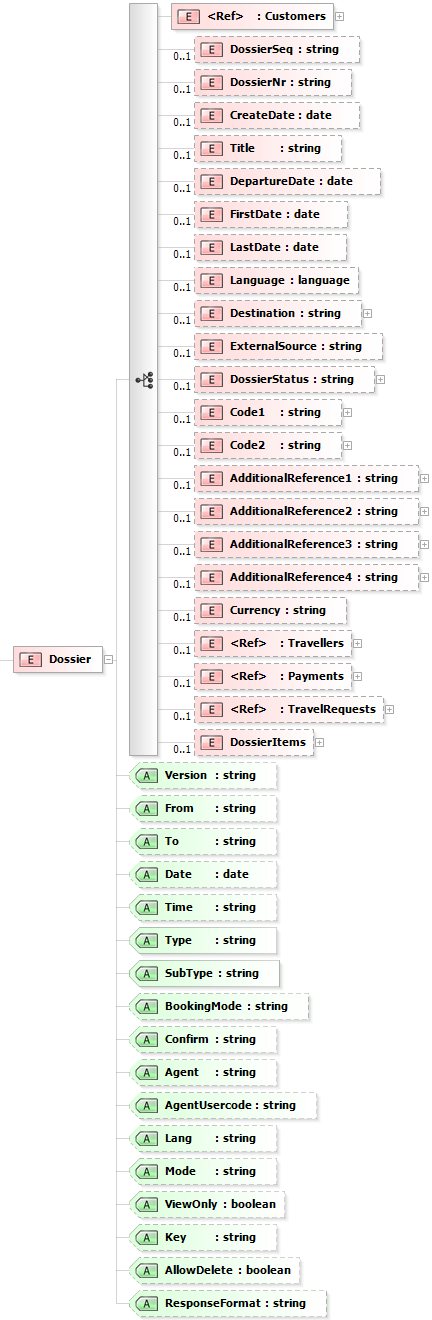 E <Ref> : Customers
E DossierSeq : string
0..1
E DossierNr : string
0..1
E CreateDate : date
0..1
E Title : string
0..1
E DepartureDate : date
0..1
E FirstDate : date
0..1
E LastDate : date
0..1
E Language : language
0..1
E Destination : string
0..1
E ExternalSource : string
0..1
E DossierStatus : string
0..1
E Code1 : string
0..1
E Code2 : string
0..1
E AdditionalReference1 : string
0..1
E AdditionalReference2 : string
0..1
E AdditionalReference3 : string
0..1
E AdditionalReference4 : string
0..1
E Currency : string
0..1
E <Ref> : Travellers
0..1
E Dossier
E <Ref> : Payments
0..1
E <Ref> : TravelRequests
0..1
E DossierItems
0..1
A Version : string
A From : string
A To : string
A Date : date
A Time : string
A Type : string
A SubType : string
A BookingMode : string
A Confirm : string
A Agent : string
A AgentUsercode : string
A Lang : string
A Mode : string
A ViewOnly : boolean
A Key : string
A AllowDelete : boolean
A ResponseFormat : string